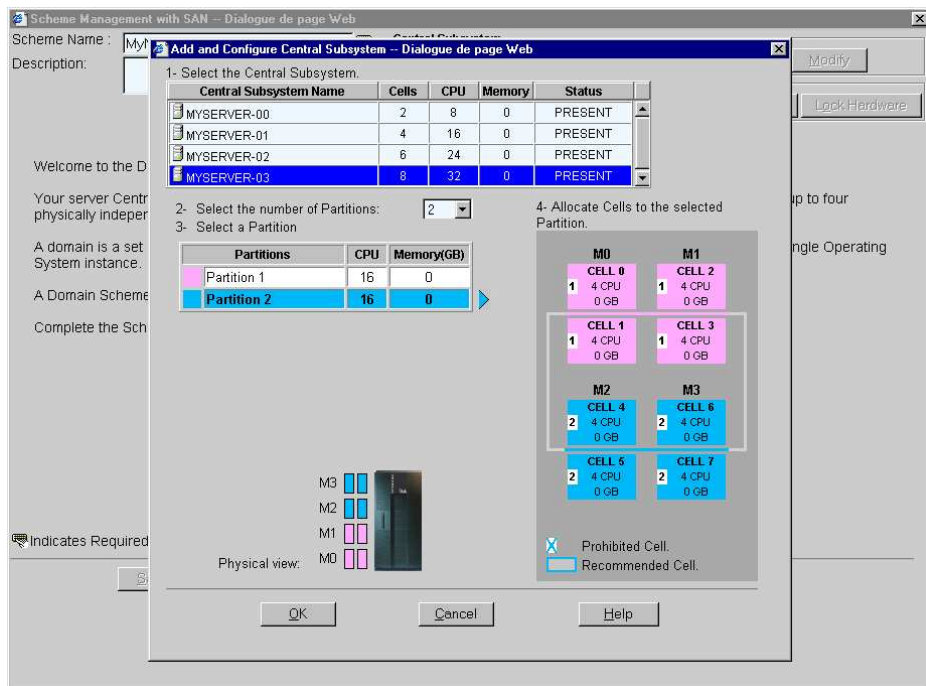 Scheme Management with SAN -- Dialogue de page Web
Scheme Name :
Description:
Modify
Lock Hardware
Welcome to the D
Your server Centr
up to four
physically indeper
A domain is a set
ngle Operating
System instance.
A Domain Scheme
Complete the Sch
Indicates Required
Add and Configure Central Subsystem -- Dialogue de page Web
1- Select the Central Subsystem.
Central Subsystem Name Cells CPU Memory Status
MYSERVER-00 2 8 0 PRESENT
MYSERVER-01 4 16 0 PRESENT
MYSERVER-02 6 24 0 PRESENT
MYSERVER-03 8 32 0 PRESENT
2- Select the number of Partitions: 2
3- Select a Partition
Partitions CPU Memory(GB)
Partition 1 16 0
Partition 2 16 0
4- Allocate Cells to the selected
Partition.
M0 M1
CELL 0 CELL 2
1 4 CPU 1 4 CPU
0 GB 0 GB
CELL 1 CELL 3
1 4 CPU 1 4 CPU
0 GB 0 GB
M2 M3
CELL 4 CELL 6
2 4 CPU 2 4 CPU
0 GB 0 GB
CELL 5 CELL 7
2 4 CPU 2 4 CPU
0 GB 0 GB
X Prohibited Cell.
Recommended Cell.
M3
M2
M1
Physical view: M0
OK Cancel Help